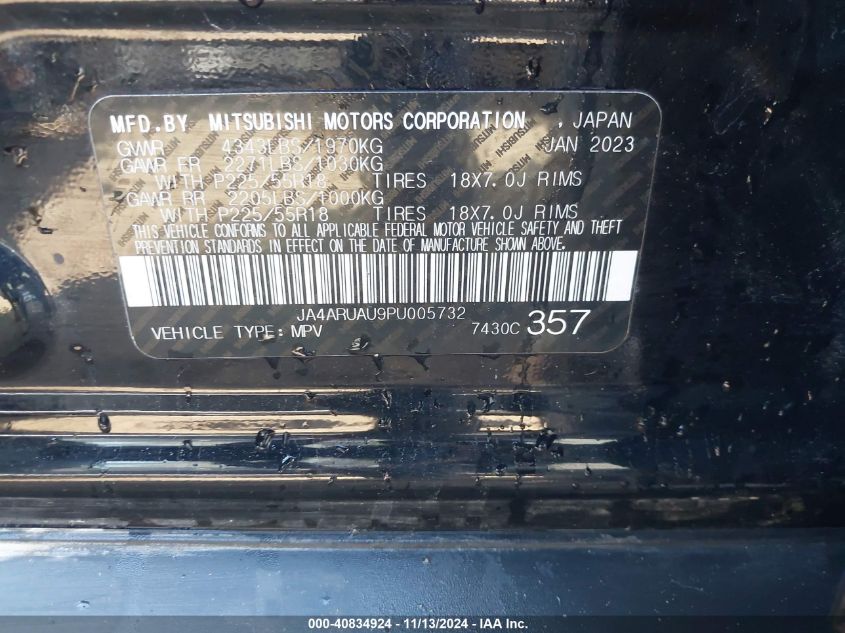 MFD.BY MITSUBISHI MOTORS CORPORATION , JAPAN
GVWR 4343LBS/1970KG JAN 2023
GAWR FR 2271LBS/1030KG
WITH P225/55R18 TIRES 18X7.0J RIMS
GAWR RR 2205LBS/1000KG
WITH P225/55R18 TIRES 18X7.0J RIMS
THIS VEHICLE CONFORMS TO ALL APPLICABLE FEDERAL MOTOR VEHICLE SAFETY AND THEFT
PREVENTION STANDARDS IN EFFECT ON THE DATE OF MANUFACTURE SHOWN ABOVE.
JA4ARUAU9PU005732
VEHICLE TYPE: MPV 7430C 357
000-40834924 - 11/13/2024 - IAA Inc.